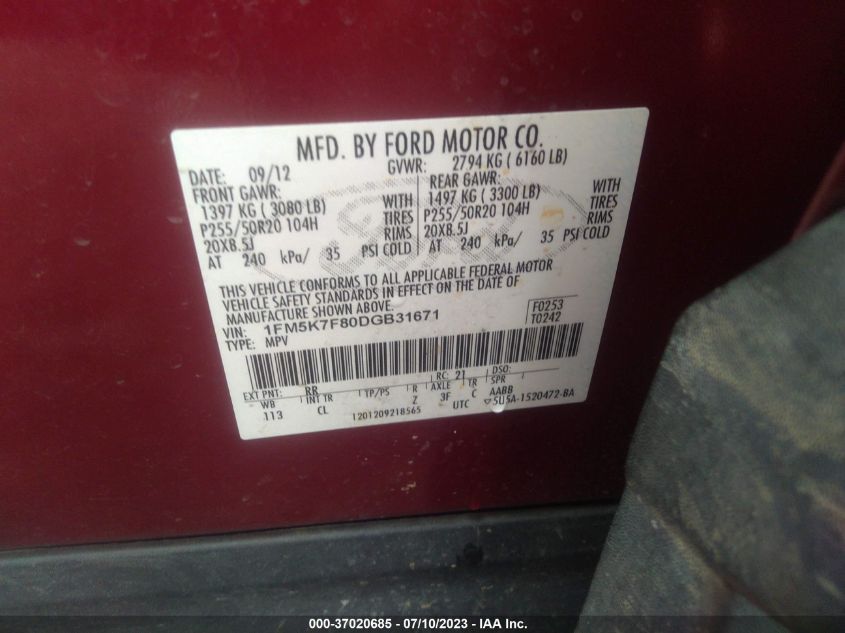 MFD. BY FORD MOTOR CO.
DATE: 09/12 GVWR: 2794 KG ( 6160 LB)
FRONT GAWR: REAR GAWR:
1397 KG ( 3080 LB) WITH 1497 KG ( 3300 LB) WITH
P255/50R20 104H TIRES P255/50R20 104H TIRES
20X8.5J RIMS 20X8.5J RIMS
AT 240 kPa/ 35 PSI COLD AT 240 kPa/ 35 PSI COLD
THIS VEHICLE CONFORMS TO ALL APPLICABLE FEDERAL MOTOR
VEHICLE SAFETY STANDARDS IN EFFECT ON THE DATE OF
MANUFACTURE SHOWN ABOVE.
VIN: 1FM5K7F80DGB31671
TYPE: MPV
F0253
T0242
EXT PNT: RR RC: 21 DSO:
WB INT TR TP/PS R AXLE TR SPR
113 CL Z 3F C AABB
1201209218565 UTC ▽5U5A-1520472-BA
Ford
000-37020685 - 07/10/2023 - IAA Inc.